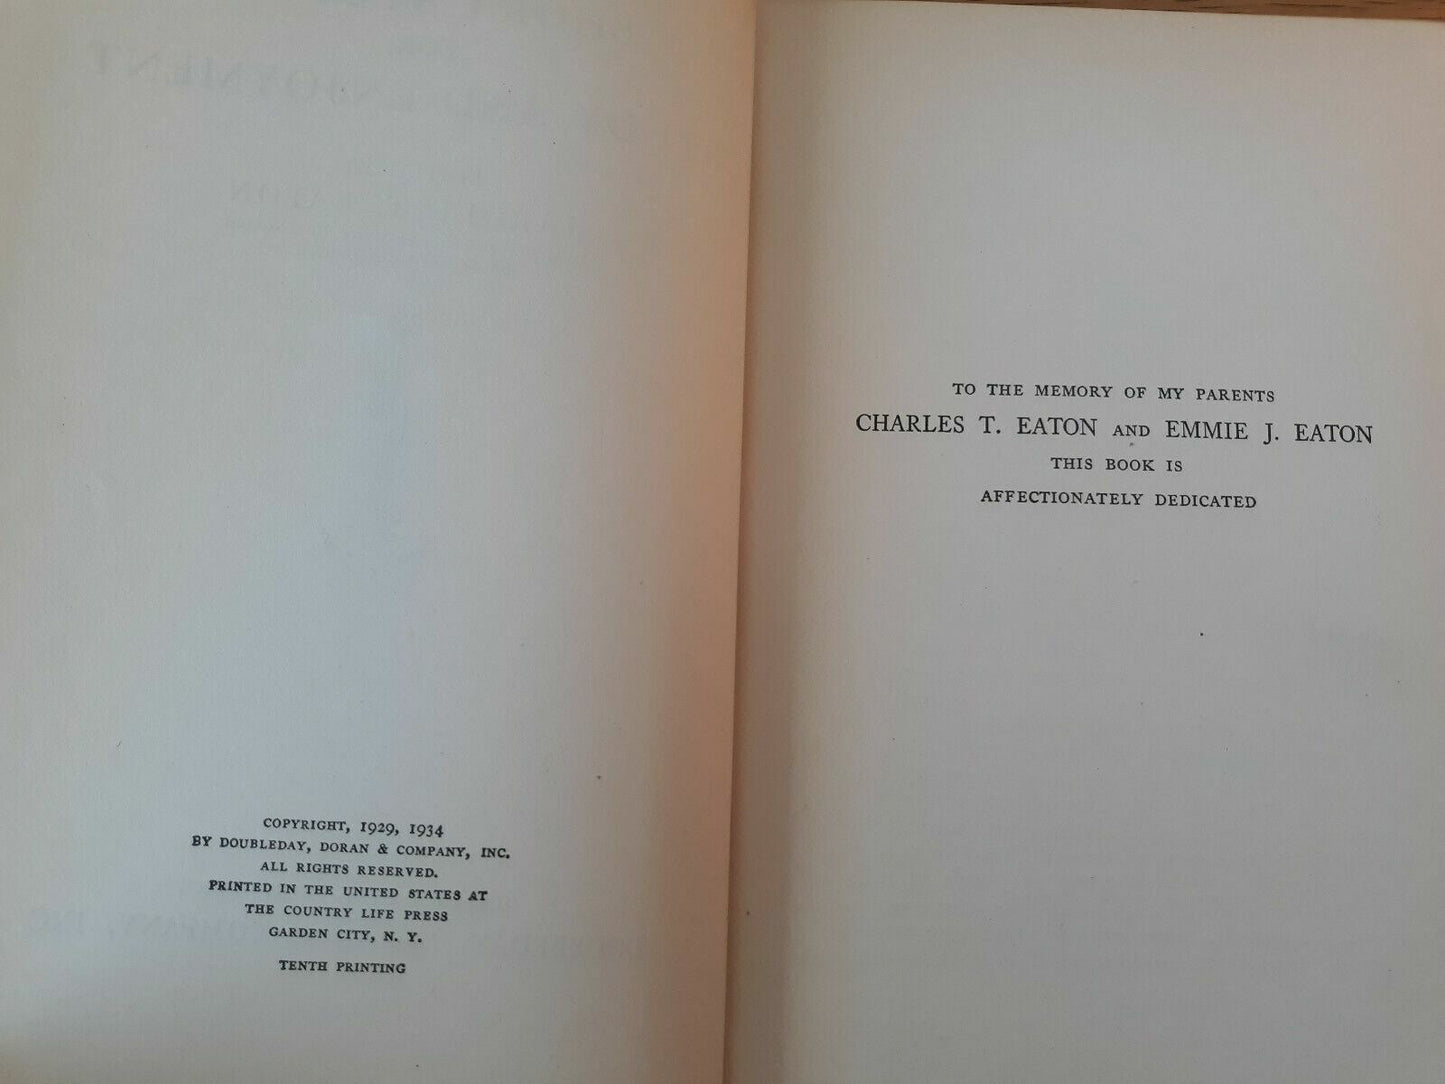 COPYRIGHT, 1929, 1934
BY DOUBLEDAY, DORAN & COMPANY, INC.
ALL RIGHTS RESERVED.
PRINTED IN THE UNITED STATES AT
THE COUNTRY LIFE PRESS
GARDEN CITY, N. Y.
TENTH PRINTING
TO THE MEMORY OF MY PARENTS
CHARLES T. EATON AND EMMIE J. EATON
THIS BOOK IS
AFFECTIONATELY DEDICATED